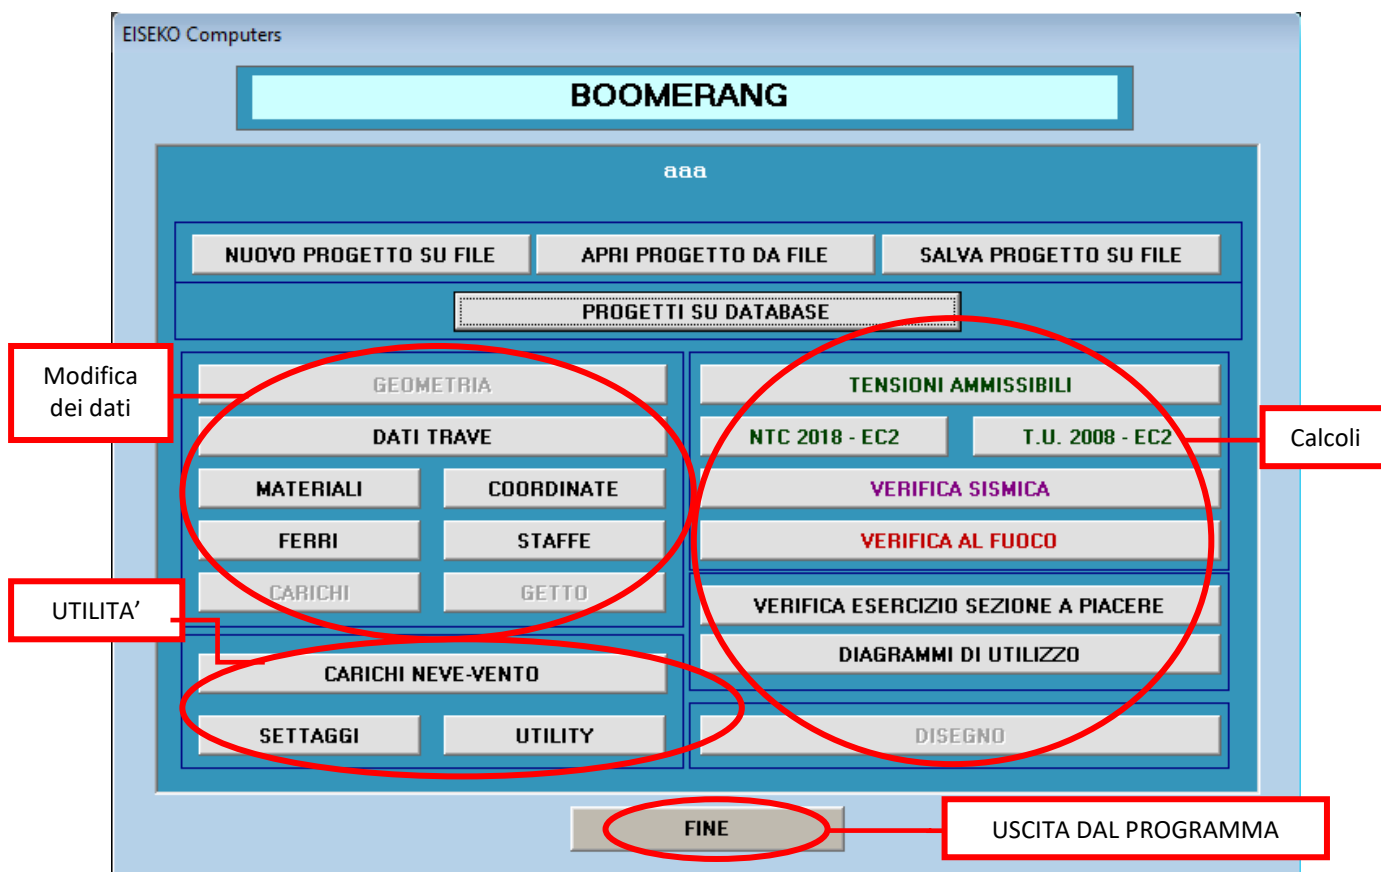 EISEKO Computers
BOOMERANG
aaa
NUOVO PROGETTO SU FILE
APRI PROGETTO DA FILE
SALVA PROGETTO SU FILE
PROGETTI SU DATABASE
Modifica
dei dati
GEOMETRIA
DATI TRAVE
MATERIALI
COORDINATE
FERRI
STAFFE
CARICHI
GETTO
UTILITA’
CARICHI NEVE-VENTO
SETTAGGI
UTILITY
TENSIONI AMMISSIBILI
NTC 2018 - EC2
T.U. 2008 - EC2
Calcoli
VERIFICA SISMICA
VERIFICA AL FUOCO
VERIFICA ESERCIZIO SEZIONE A PIACERE
DIAGRAMMI DI UTILIZZO
DISEGNO
FINE
USCITA DAL PROGRAMMA